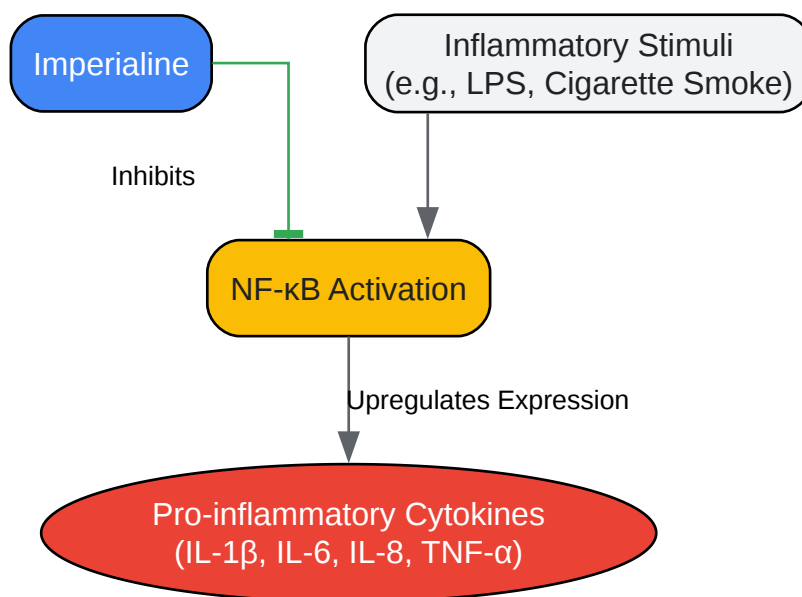 Imperialine
Inflammatory Stimuli
(e.g., LPS, Cigarette Smoke)
Inhibits
NF-κB Activation
Upregulates Expression
Pro-inflammatory Cytokines
(IL-1β, IL-6, IL-8, TNF-α)